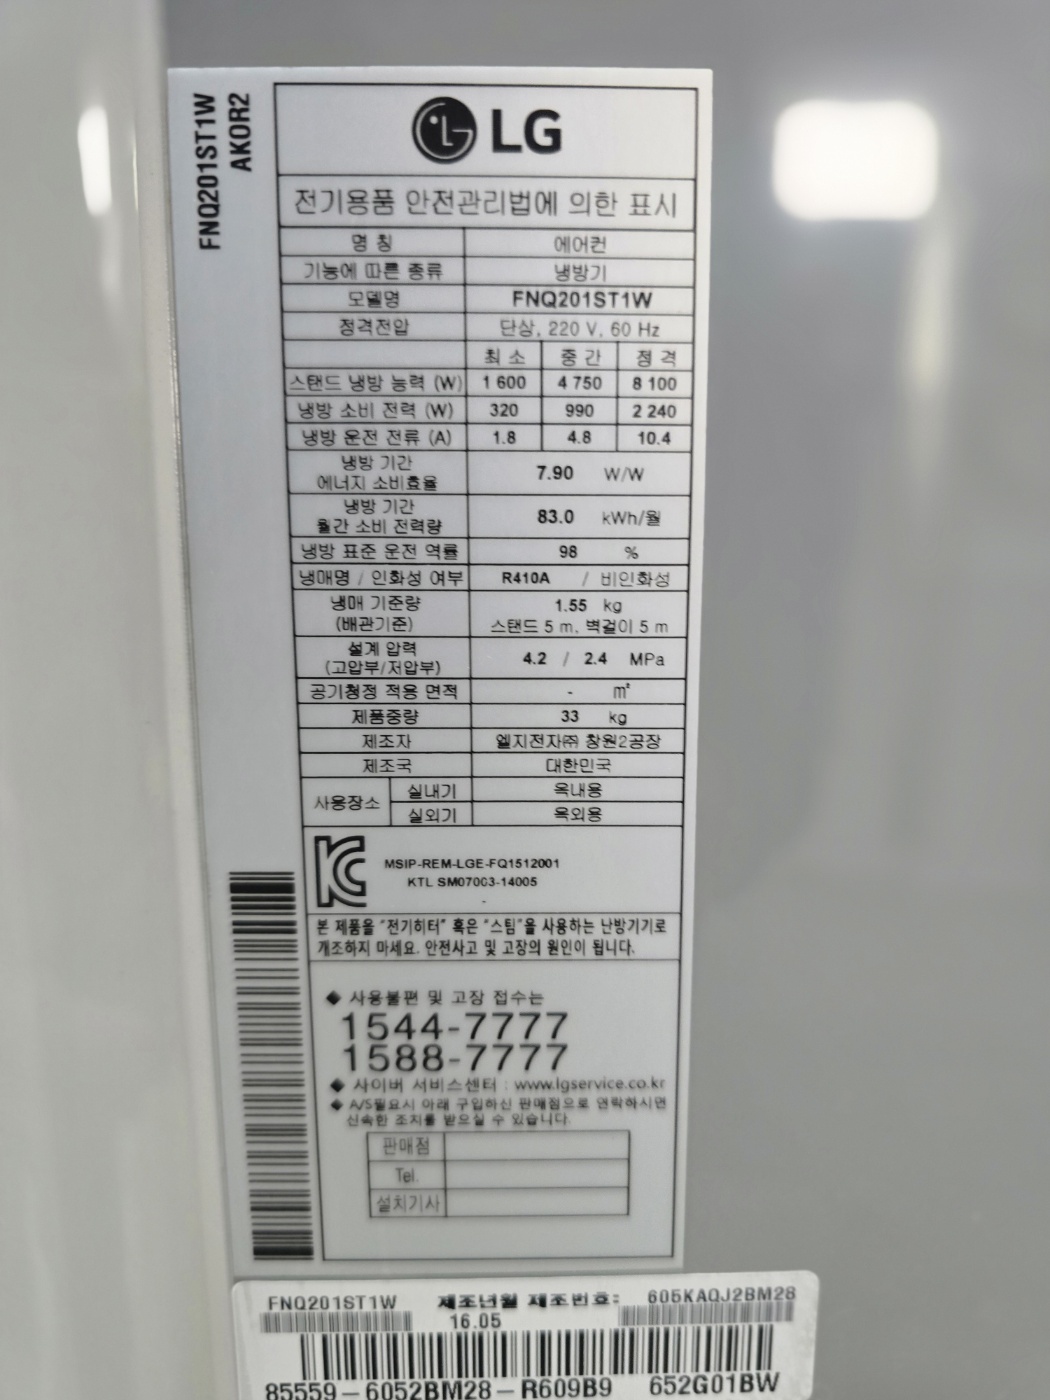 FNQ201ST1W
AKOR2
LG
전기용품 안전관리법에 의한 표시
명 칭 에어컨
기능에 따른 종류 냉방기
모델명 FNQ201ST1W
정격전압 단상, 220 V, 60 Hz
최 소 중 간 정 격
스탠드 냉방 능력 (W) 1 600 4 750 8 100
냉방 소비 전력 (W) 320 990 2 240
냉방 운전 전류 (A) 1.8 4.8 10.4
냉방 기간
에너지 소비효율 7.90 W/W
냉방 기간
월간 소비 전력량 83.0 kWh/월
냉방 표준 운전 역률 98 %
냉매명 / 인화성 여부 R410A / 비인화성
냉매 기준량 1.55 kg
(배관기준) 스탠드 5 m, 벽걸이 5 m
설계 압력
(고압부/저압부) 4.2 / 2.4 MPa
공기청정 적용 면적 - ㎡
제품중량 33 kg
제조자 엘지전자㈜ 창원2공장
제조국 대한민국
사용장소 실내기 옥내용
실외기 옥외용
MSIP-REM-LGE-FQ1512001
KTL SM07003-14005
-
본 제품을 "전기히터" 혹은 "스팀"을 사용하는 난방기기로
개조하지 마세요. 안전사고 및 고장의 원인이 됩니다.
◆ 사용불편 및 고장 접수는
1544-7777
1588-7777
◆ 사이버 서비스센터 : www.lgservice.co.kr
◆ A/S필요시 아래 구입하신 판매점으로 연락하시면
신속한 조치를 받으실 수 있습니다.
판매점
Tel.
설치기사
FNQ201ST1W 제조년월 제조번호: 605KAQJ2BM28
16.05
85559-6052BM28-R609B9 652G01BW